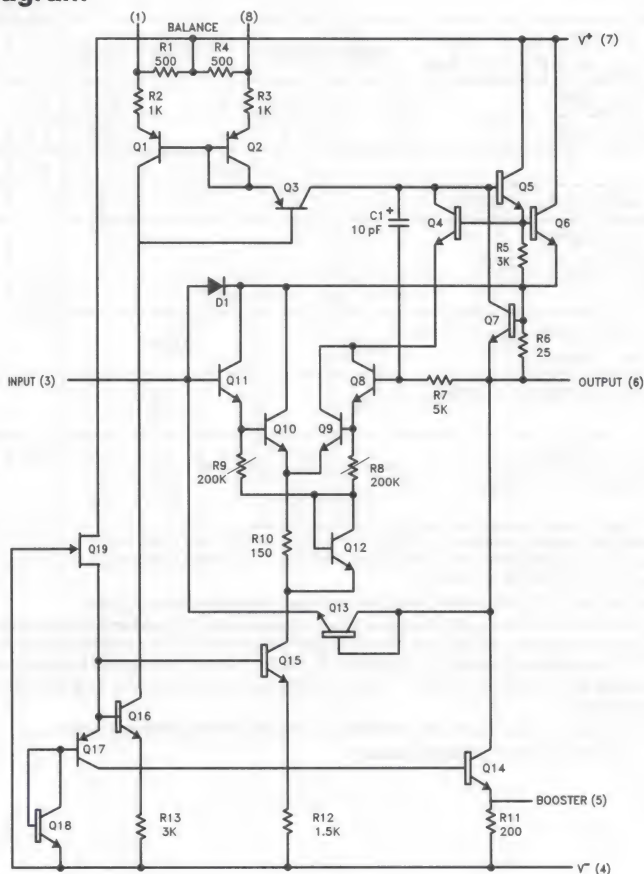 (1)
BALANCE
(8)
V+ (7)
R1
500
R4
500
R2
1K
R3
1K
Q1
Q2
Q3
C1
+
10 pF
Q4
Q5
Q6
R5
3K
D1
Q7
R6
25
INPUT (3)
Q11
Q8
R7
5K
OUTPUT (6)
Q10
Q9
R9
200K
R8
200K
R10
150
Q12
Q19
Q13
Q15
Q16
Q17
Q14
Q18
R13
3K
R12
1.5K
R11
200
BOOSTER (5)
V- (4)